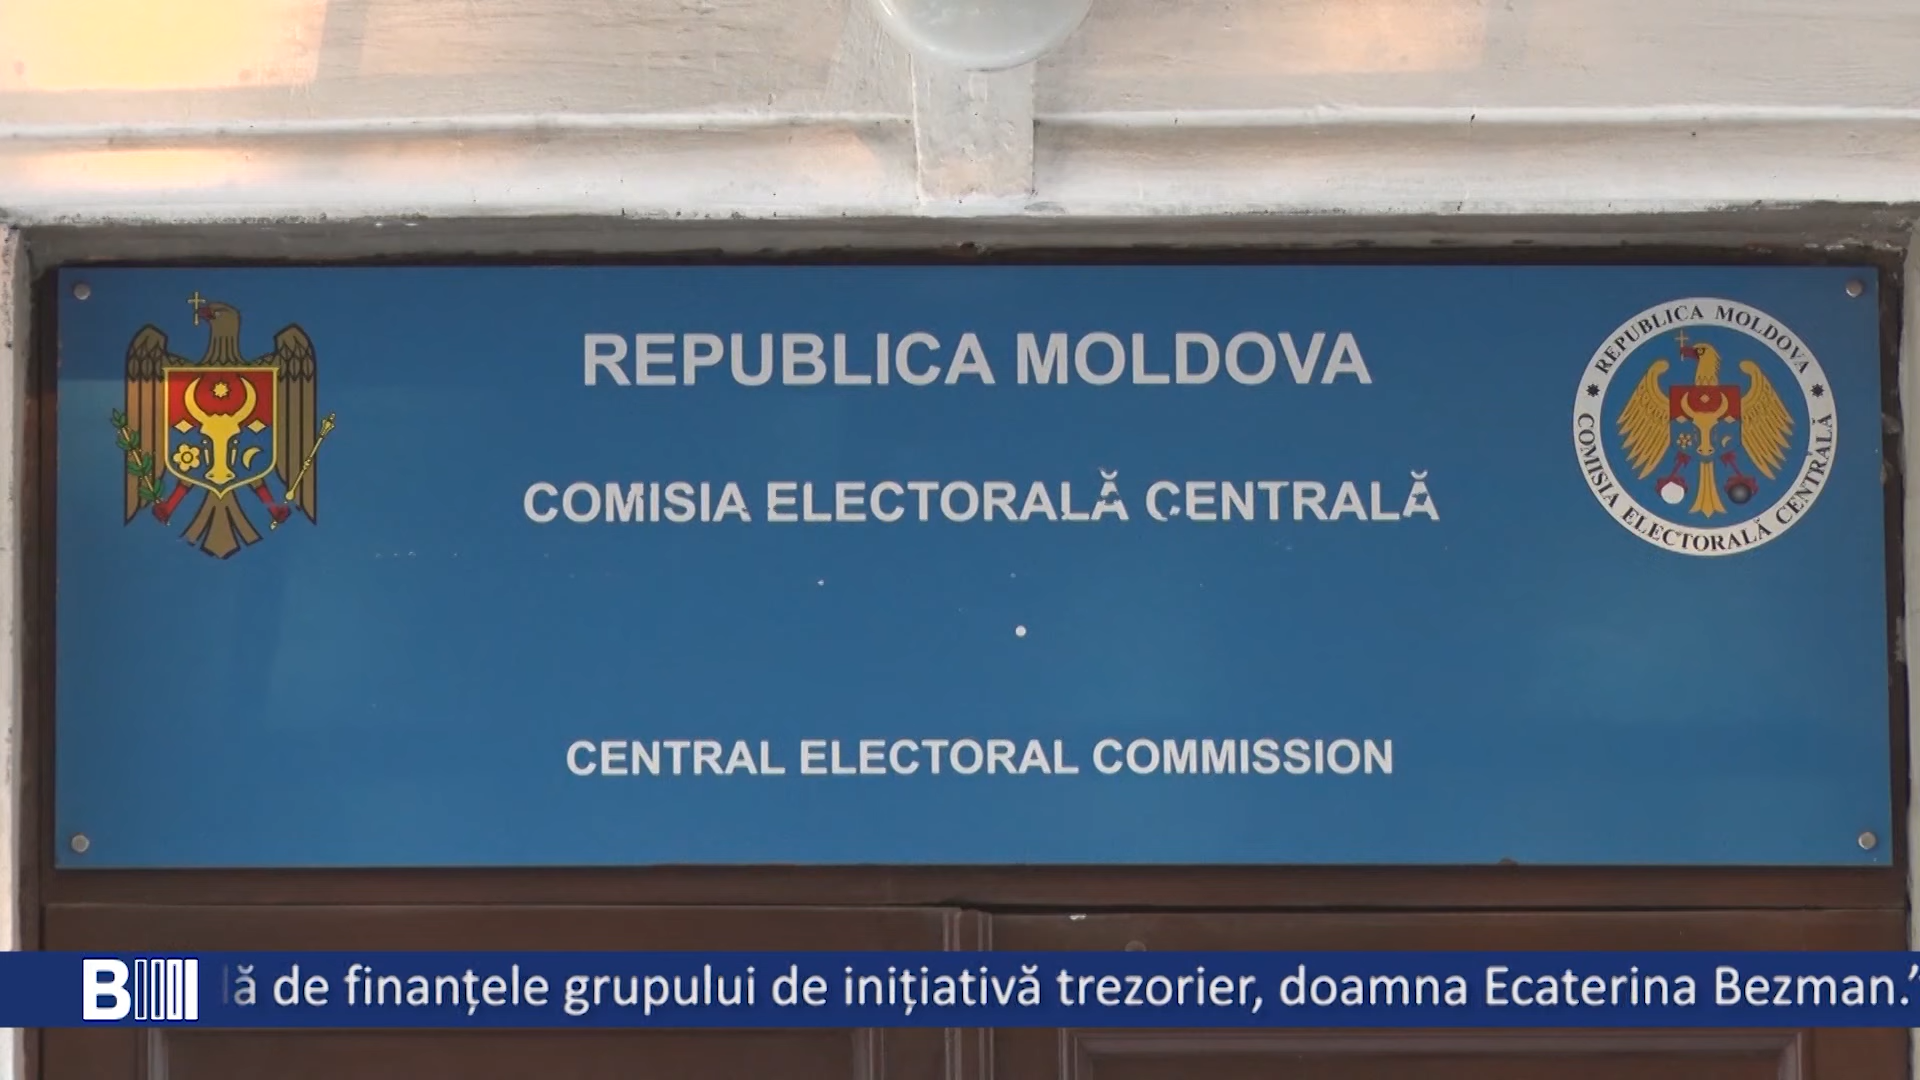 REPUBLICA MOLDOVA
COMISIA ELECTORALĂ CENTRALĂ
CENTRAL ELECTORAL COMMISSION
REPUBLICA MOLDOVA
COMISIA ELECTORALĂ CENTRALĂ
B
de finanțele grupului de inițiativă trezorier, doamna Ecaterina Bezman.”